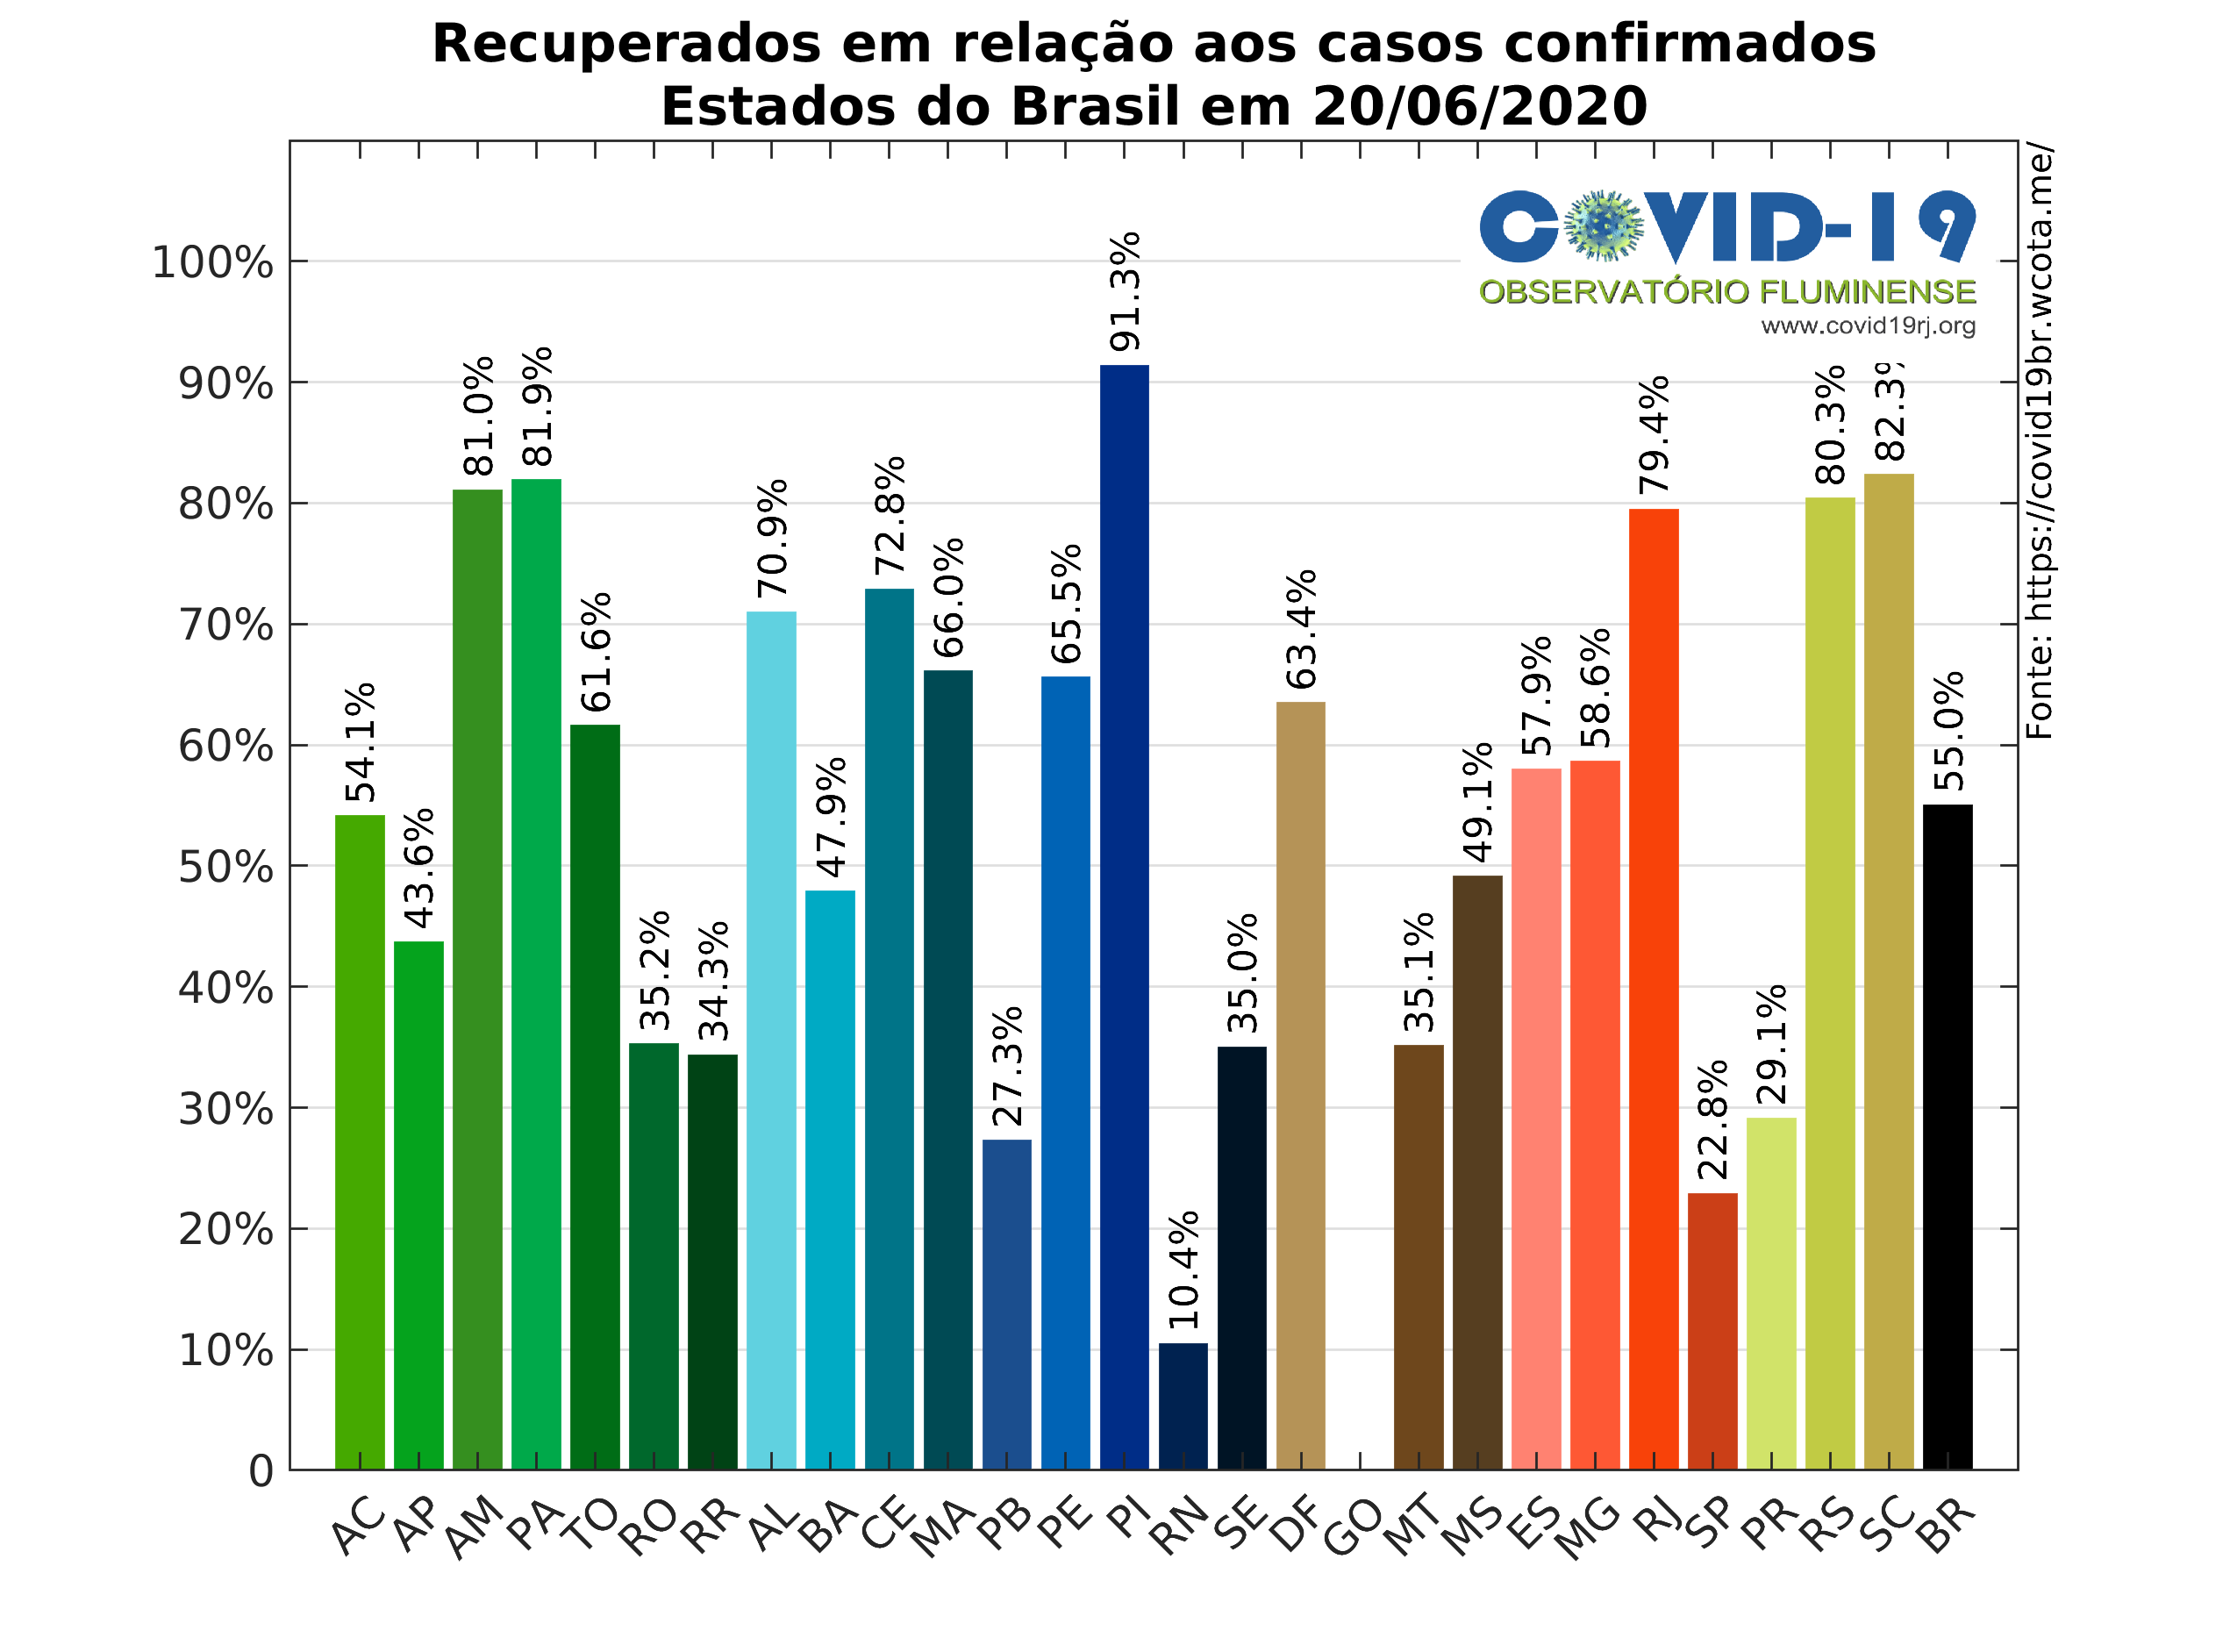 Recuperados em relação aos casos confirmados
Estados do Brasil em 20/06/2020
COVID-19
OBSERVATÓRIO FLUMINENSE
www.covid19rj.org
Fonte: https://covid19br.wcota.me/
100%
90%
80%
70%
60%
50%
40%
30%
20%
10%
0
54.1%
43.6%
81.0%
81.9%
61.6%
35.2%
34.3%
70.9%
47.9%
72.8%
66.0%
27.3%
65.5%
91.3%
10.4%
35.0%
63.4%
35.1%
49.1%
57.9%
58.6%
79.4%
22.8%
29.1%
80.3%
82.3%
55.0%
AC
AP
AM
PA
TO
RO
RR
AL
BA
CE
MA
PB
PE
PI
RN
SE
DF
GO
MT
MS
ES
MG
RJ
SP
PR
RS
SC
BR